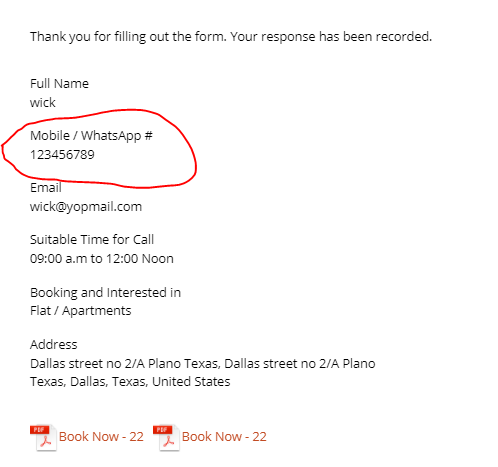 Thank you for filling out the form. Your response has been recorded.
Full Name
wick
Mobile / WhatsApp #
123456789
Email
wick@yopmail.com
Suitable Time for Call
09:00 a.m to 12:00 Noon
Booking and Interested in
Flat / Apartments
Address
Dallas street no 2/A Plano Texas, Dallas street no 2/A Plano
Texas, Dallas, Texas, United States
PDF Book Now - 22 PDF Book Now - 22